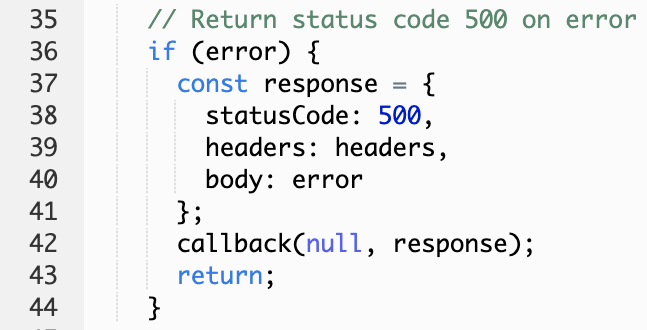 35 // Return status code 500 on error
36 if (error) {
37 const response = {
38 statusCode: 500,
39 headers: headers,
40 body: error
41 };
42 callback(null, response);
43 return;
44 }